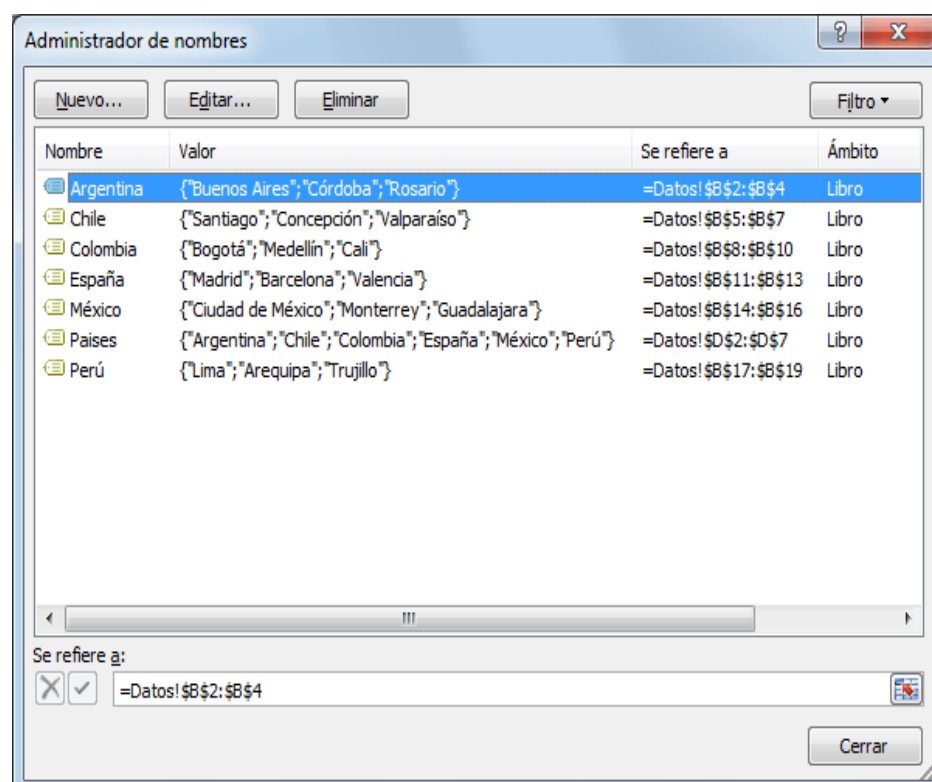 Administrador de nombres
Nuevo... Editar... Eliminar Filtro
Nombre Valor Se refiere a Ámbito
Argentina {"Buenos Aires";"Córdoba";"Rosario"} =Datos!$B$2:$B$4 Libro
Chile {"Santiago";"Concepción";"Valparaíso"} =Datos!$B$5:$B$7 Libro
Colombia {"Bogotá";"Medellín";"Cali"} =Datos!$B$8:$B$10 Libro
España {"Madrid";"Barcelona";"Valencia"} =Datos!$B$11:$B$13 Libro
México {"Ciudad de México";"Monterrey";"Guadalajara"} =Datos!$B$14:$B$16 Libro
Paises {"Argentina";"Chile";"Colombia";"España";"México";"Perú"} =Datos!$D$2:$D$7 Libro
Perú {"Lima";"Arequipa";"Trujillo"} =Datos!$B$17:$B$19 Libro
Se refiere a:
=Datos!$B$2:$B$4
Cerrar